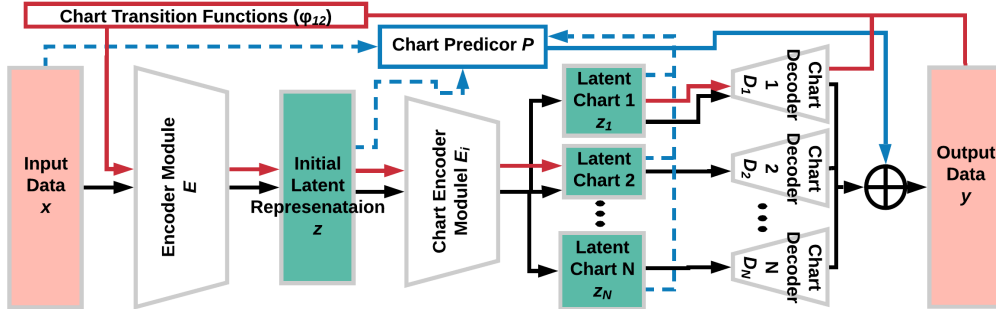 Chart Transition Functions (φ12)
Chart Predicor P
Input
Data
x
Encoder Module
E
Initial
Latent
Represenataion
z
Chart Encoder
Modulel Ei
Latent
Chart 1
z1
Latent
Chart 2
Latent
Chart N
zN
Chart
Decoder
1
D1
Chart
Decoder
2
D2
Chart
Decoder
N
DN
Output
Data
y